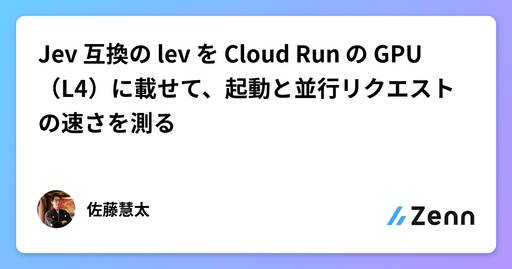 Jev 互換の lev を Cloud Run の GPU
（L4）に載せて、起動と並行リクエスト
の速さを測る
佐藤慧太
Zenn